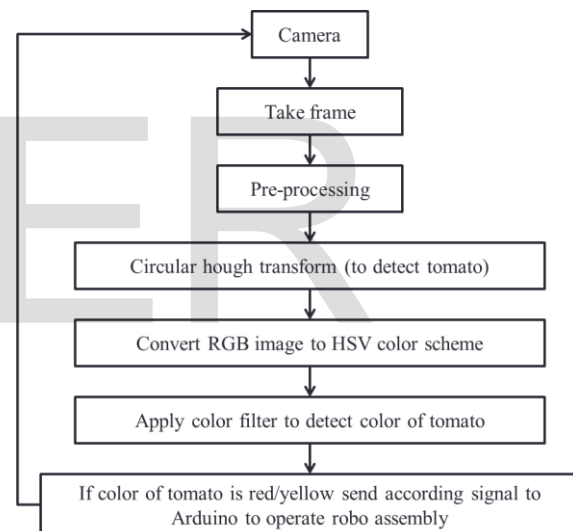 Camera
Take frame
Pre-processing
Circular hough transform (to detect tomato)
Convert RGB image to HSV color scheme
Apply color filter to detect color of tomato
If color of tomato is red/yellow send according signal to
Arduino to operate robo assembly
ER